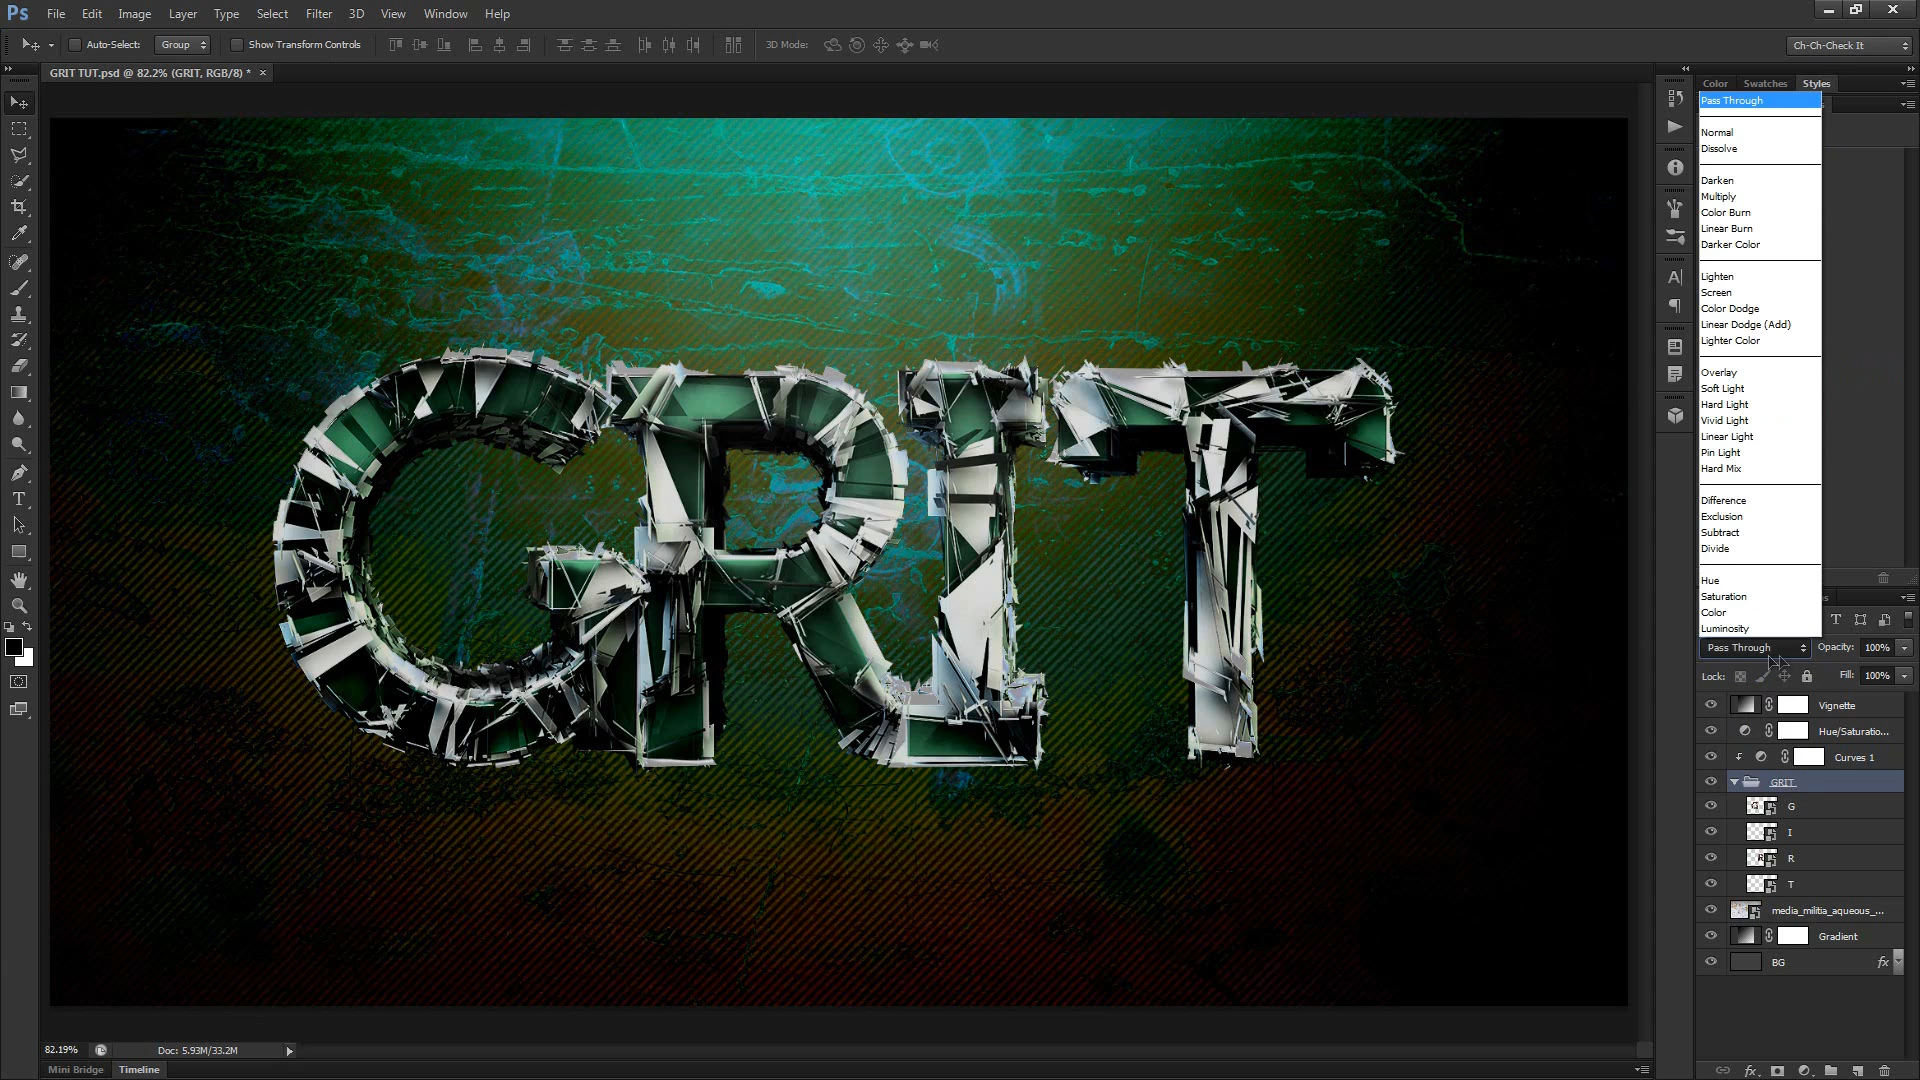 Ps File Edit Image Layer Type Select Filter 3D View Window Help
Auto-Select: Group Show Transform Controls 3D Mode: Ch-Ch-Check It
GRIT TUT.psd @ 82.2% (GRIT, RGB/8) * ×
Color Swatches Styles
Pass Through
Normal
Dissolve
Darken
Multiply
Color Burn
Linear Burn
Darker Color
Lighten
Screen
Color Dodge
Linear Dodge (Add)
Lighter Color
Overlay
Soft Light
Hard Light
Vivid Light
Linear Light
Pin Light
Hard Mix
Difference
Exclusion
Subtract
Divide
Hue
Saturation
Color
Luminosity
GRIT
Pass Through Opacity: 100%
Lock: Fill: 100%
Vignette
Hue/Saturatio...
Curves 1
GRIT
G
I
R
T
media_militia_aqueous_...
Gradient
BG fx
82.19% Doc: 5.93M/33.2M
Mini Bridge Timeline
fx